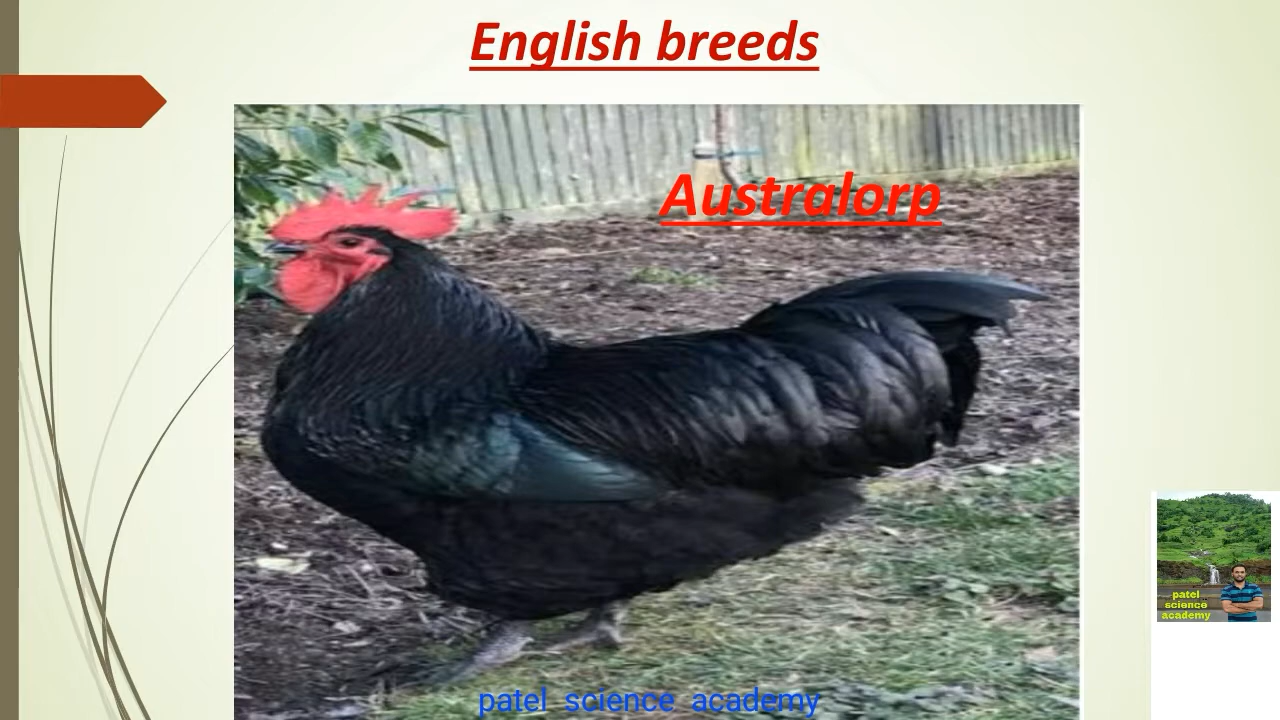 English breeds
Australorp
patel science academy
patel
science
academy